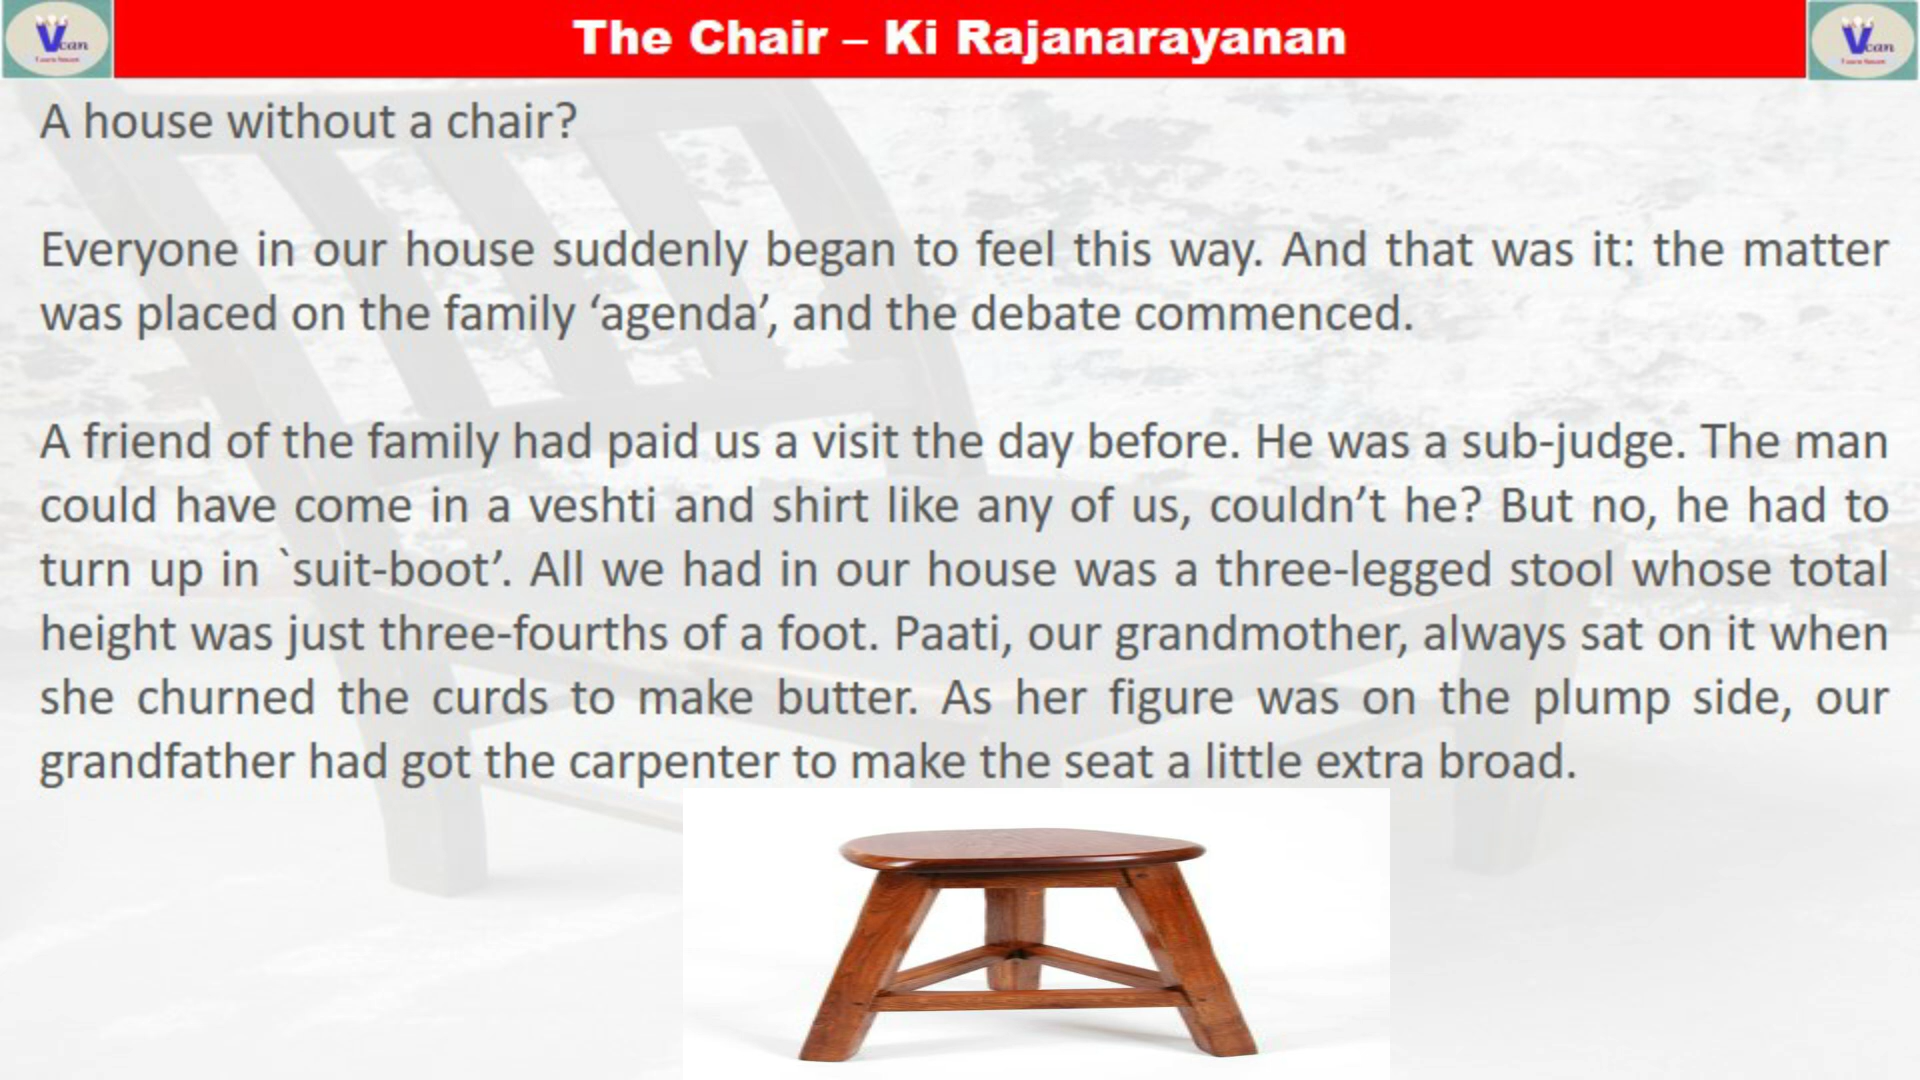 The Chair – Ki Rajanarayanan
Vcan
Vcan
A house without a chair?
Everyone in our house suddenly began to feel this way. And that was it: the matter
was placed on the family ‘agenda’, and the debate commenced.
A friend of the family had paid us a visit the day before. He was a sub-judge. The man
could have come in a veshti and shirt like any of us, couldn’t he? But no, he had to
turn up in `suit-boot’. All we had in our house was a three-legged stool whose total
height was just three-fourths of a foot. Paati, our grandmother, always sat on it when
she churned the curds to make butter. As her figure was on the plump side, our
grandfather had got the carpenter to make the seat a little extra broad.